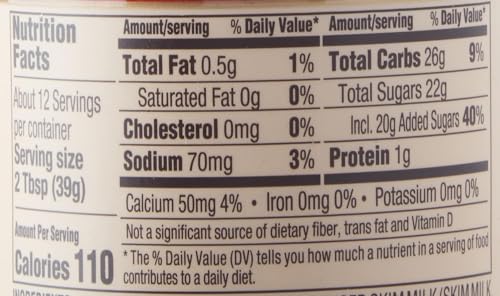 Nutrition
Facts
About 12 Servings
per container
Serving size
2 Tbsp (39g)
Amount Per Serving
Calories 110
Amount/serving % Daily Value*
Total Fat 0.5g 1%
Saturated Fat 0g 0%
Cholesterol 0mg 0%
Sodium 70mg 3%
Amount/serving % Daily Value*
Total Carbs 26g 9%
Total Sugars 22g
Incl. 20g Added Sugars 40%
Protein 1g
Calcium 50mg 4% • Iron 0mg 0% • Potassium 0mg 0%
Not a significant source of dietary fiber, trans fat and Vitamin D
*The % Daily Value (DV) tells you how much a nutrient in a serving of food
contributes to a daily diet.
SKIM MILK (SKIM MILK